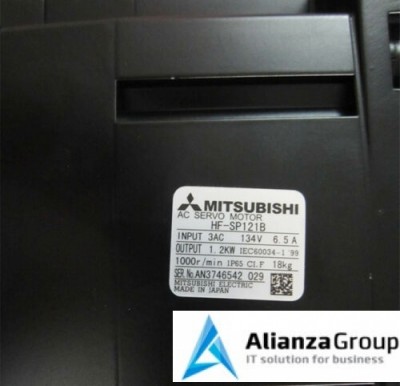 MITSUBISHI
AC SERVO MOTOR
HF-SP121B
INPUT 3AC 134V 6.5A
OUTPUT 1.2KW IEC60034-1 '99
1000r/min IP65 CI.F 18kg
SER.No.AN3746542 029
MITSUBISHI ELECTRIC
MADE IN JAPAN
AlianzaGroup
IT solution for business